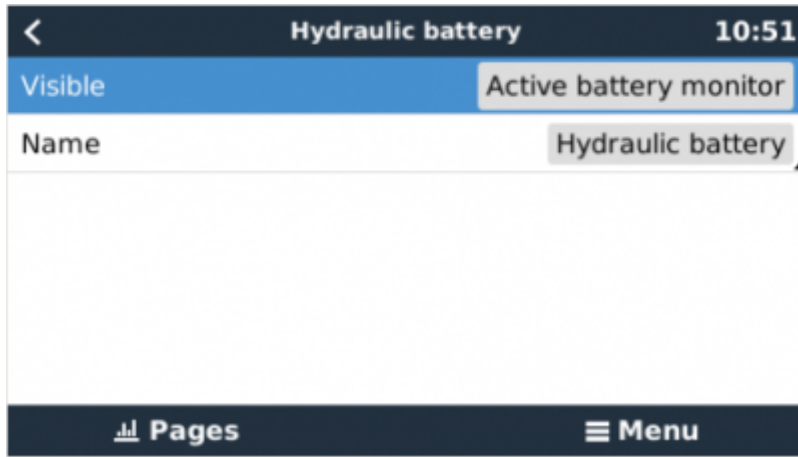 Hydraulic battery 10:51
Visible Active battery monitor
Name Hydraulic battery
Pages Menu